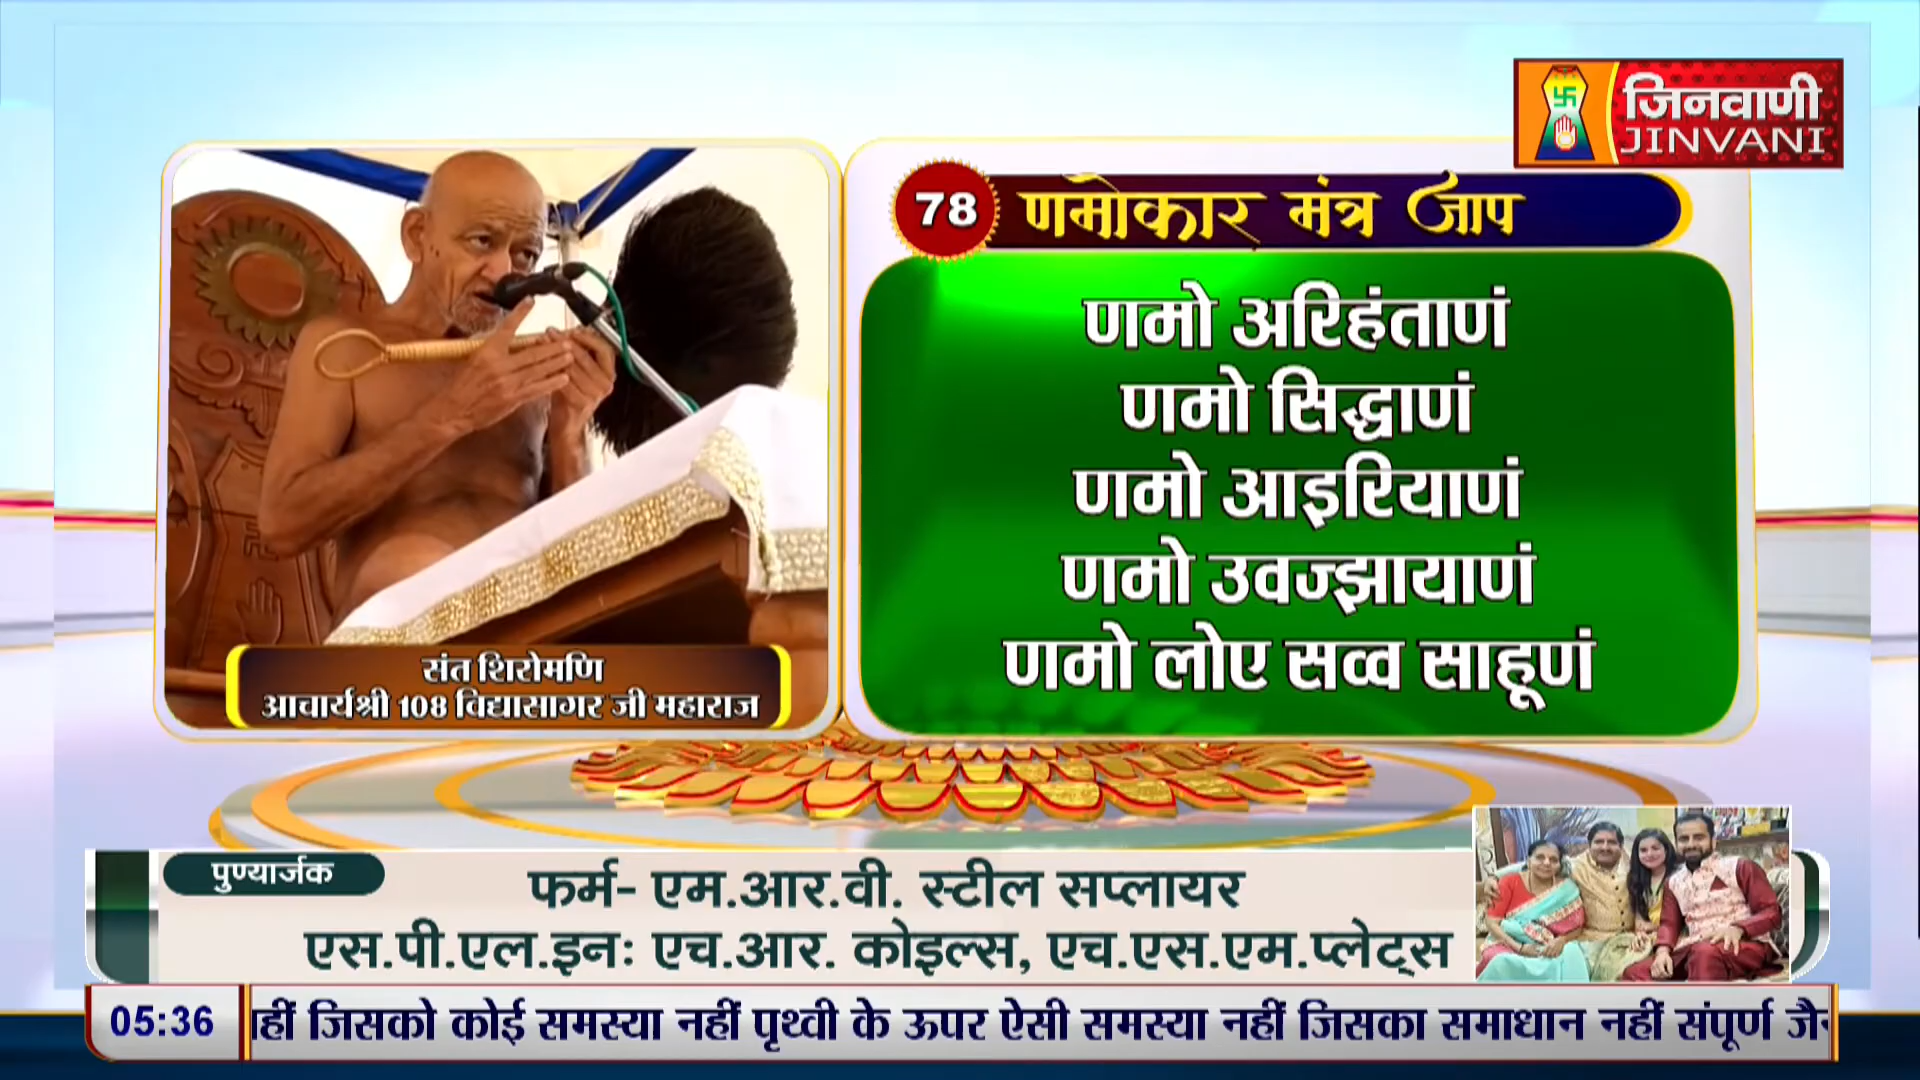 जिनवाणी
JINVANI
78 णमोकार मंत्र जाप
णमो अरिहंताणं
णमो सिद्धाणं
णमो आइरियाणं
णमो उवज्झायाणं
णमो लोए सव्व साहूणं
संत शिरोमणि
आचार्यश्री 108 विद्यासागर जी महाराज
पुण्यार्जक
फर्म- एम.आर.वी. स्टील सप्लायर
एस.पी.एल.इनः एच.आर. कोइल्स, एच.एस.एम.प्लेट्स
05:36 जिसको कोई समस्या नहीं पृथ्वी के ऊपर ऐसी समस्या नहीं जिसका समाधान नहीं संपूर्ण